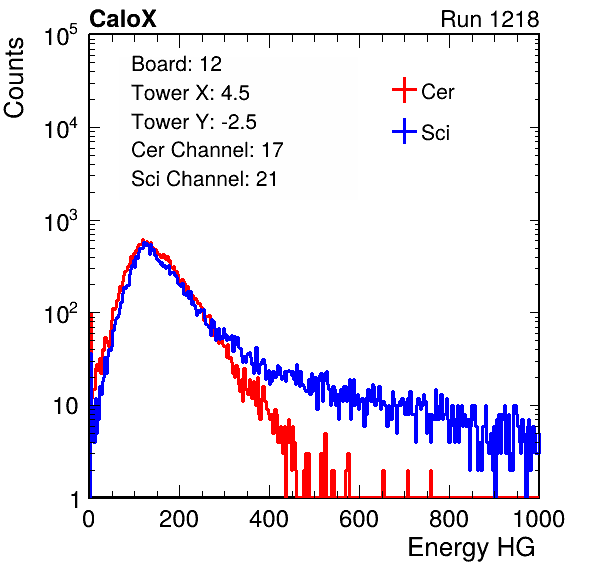 CaloX Run 1218
Counts
10^5
10^4
10^3
10^2
10
1
Board: 12
Tower X: 4.5
Tower Y: -2.5
Cer Channel: 17
Sci Channel: 21
Cer
Sci
0 200 400 600 800 1000
Energy HG